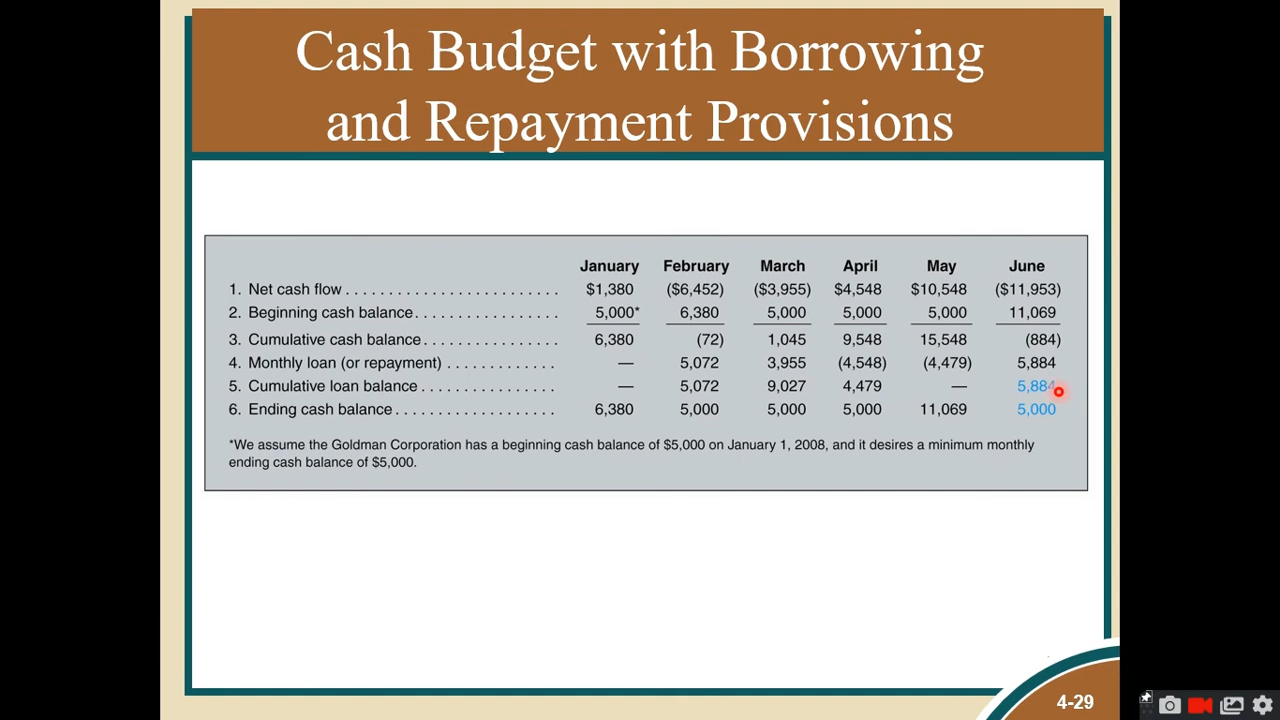 Cash Budget with Borrowing
and Repayment Provisions
January February March April May June
1. Net cash flow . . . . . . . . . . . . . . . . . . . . . . . . . $1,380 ($6,452) ($3,955) $4,548 $10,548 ($11,953)
2. Beginning cash balance. . . . . . . . . . . . . . . . . 5,000* 6,380 5,000 5,000 5,000 11,069
3. Cumulative cash balance . . . . . . . . . . . . . . . . 6,380 (72) 1,045 9,548 15,548 (884)
4. Monthly loan (or repayment) . . . . . . . . . . . . . — 5,072 3,955 (4,548) (4,479) 5,884
5. Cumulative loan balance . . . . . . . . . . . . . . . . — 5,072 9,027 4,479 — 5,884
6. Ending cash balance . . . . . . . . . . . . . . . . . . . 6,380 5,000 5,000 5,000 11,069 5,000
*We assume the Goldman Corporation has a beginning cash balance of $5,000 on January 1, 2008, and it desires a minimum monthly
ending cash balance of $5,000.
4-29